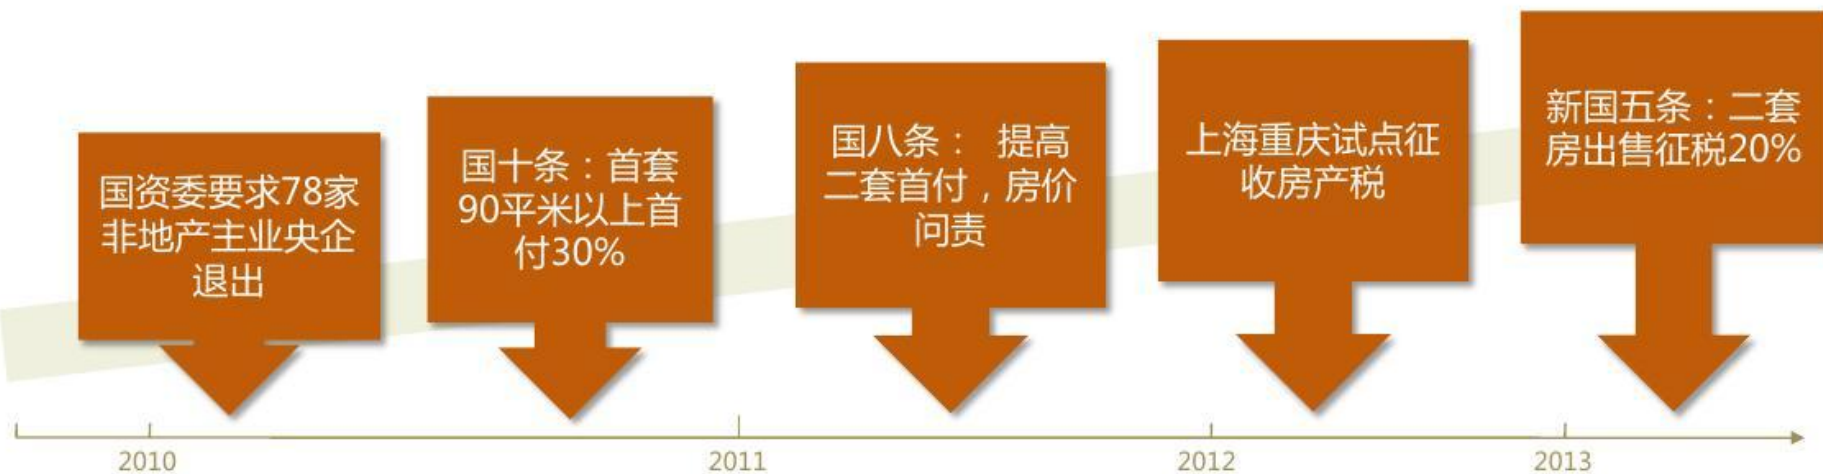 国资委要求78家
非地产主业央企
退出
国十条：首套
90平米以上首
付30%
国八条： 提高
二套首付，房价
问责
上海重庆试点征
收房产税
新国五条：二套
房出售征税20%
2010
2011
2012
2013